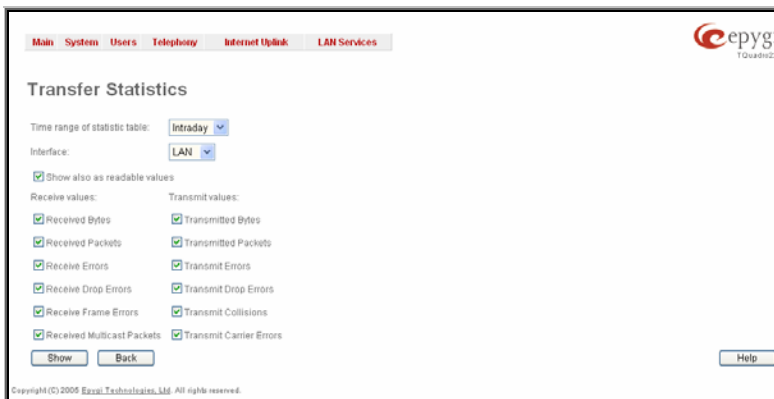 Main System Users Telephony Internet Uplink LAN Services
epygi
TQuadro2
Transfer Statistics
Time range of statistic table: Intraday
Interface: LAN
Show also as readable values
Receive values: Transmit values:
Received Bytes Transmitted Bytes
Received Packets Transmitted Packets
Receive Errors Transmit Errors
Receive Drop Errors Transmit Drop Errors
Receive Frame Errors Transmit Collisions
Received Multicast Packets Transmit Carrier Errors
Show Back Help
Copyright (C) 2005 Epygi Technologies, Ltd. All rights reserved.